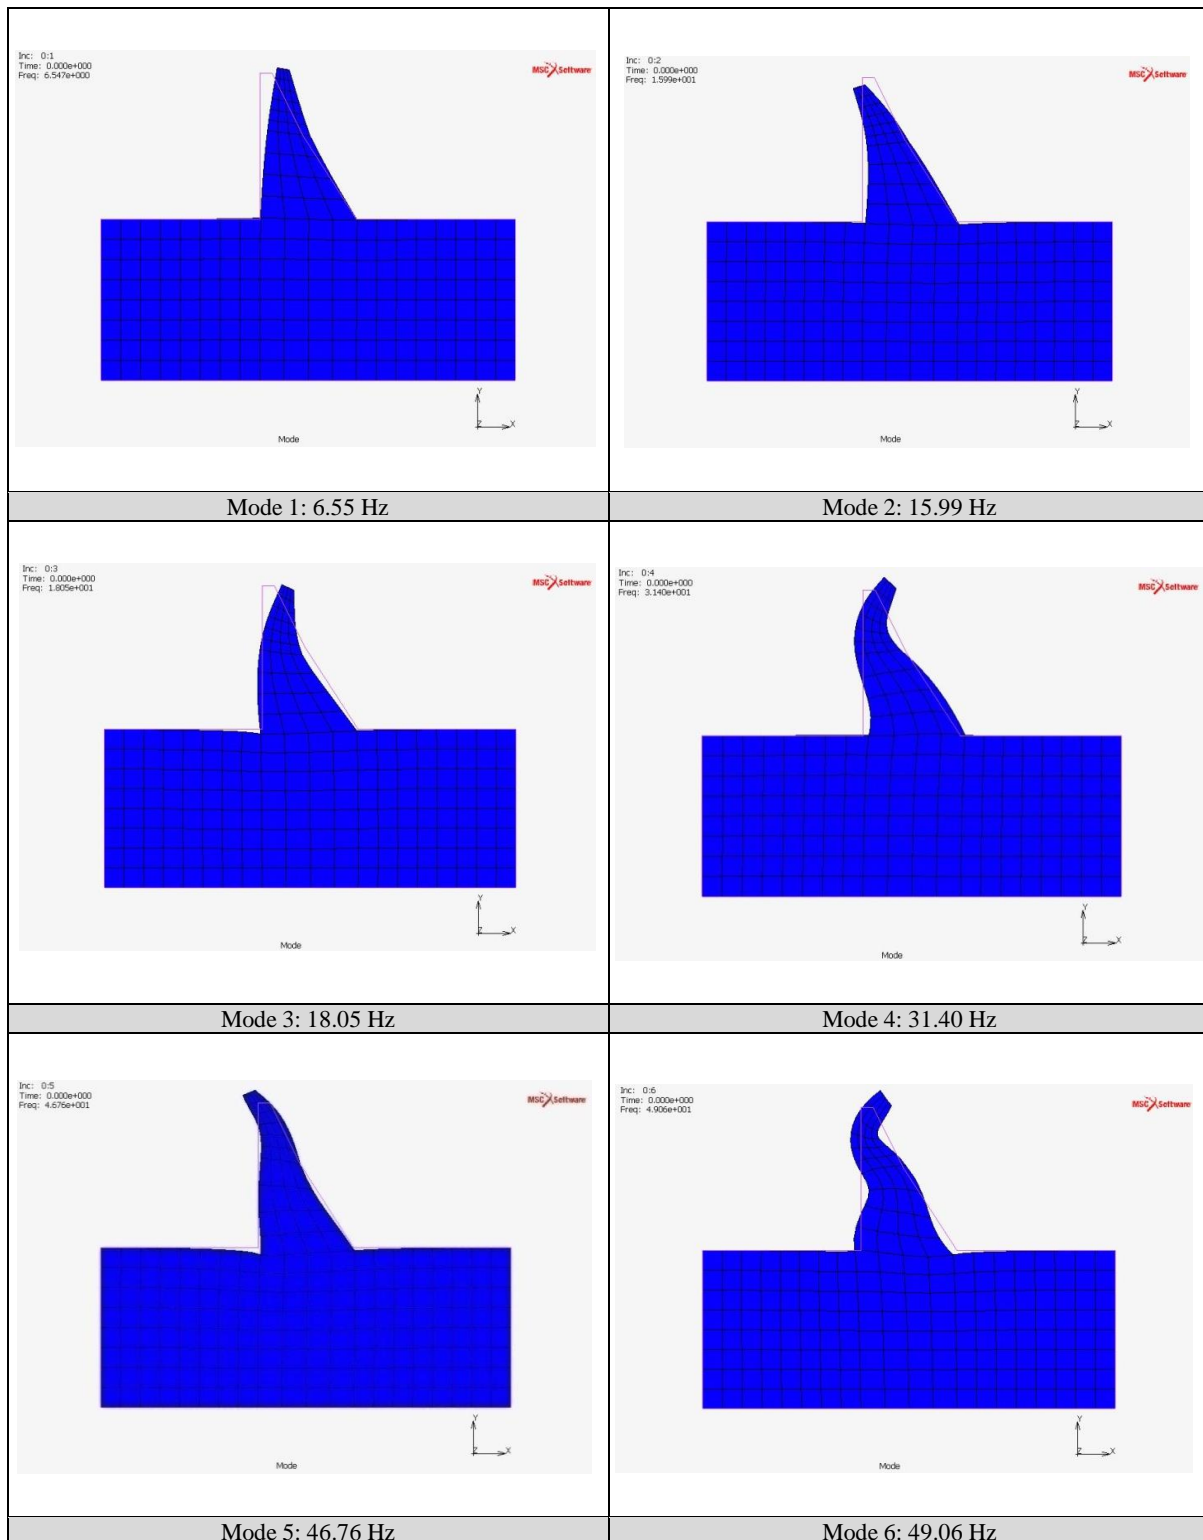 Inc: 0:1
Time: 0.000e+000
Freq: 6.547e+000
MSC Software
Y
Z X
Mode
Inc: 0:2
Time: 0.000e+000
Freq: 1.599e+001
MSC Software
Y
Z X
Mode
Mode 1: 6.55 Hz
Mode 2: 15.99 Hz
Inc: 0:3
Time: 0.000e+000
Freq: 1.805e+001
MSC Software
Y
Z X
Mode
Inc: 0:4
Time: 0.000e+000
Freq: 3.140e+001
MSC Software
Y
Z X
Mode
Mode 3: 18.05 Hz
Mode 4: 31.40 Hz
Inc: 0:5
Time: 0.000e+000
Freq: 4.676e+001
MSC Software
Y
Z X
Mode
Inc: 0:6
Time: 0.000e+000
Freq: 4.906e+001
MSC Software
Y
Z X
Mode
Mode 5: 46.76 Hz
Mode 6: 49.06 Hz